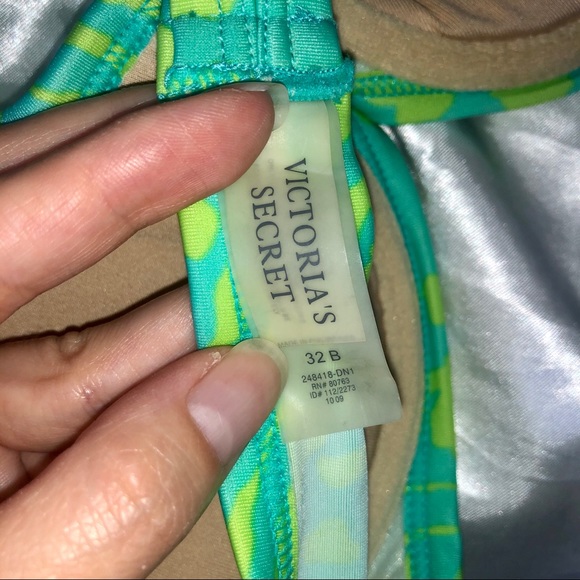 VICTORIA'S
SECRET
32 B
248418-DN1
RN# 80763
ID# 112/2273
10 09